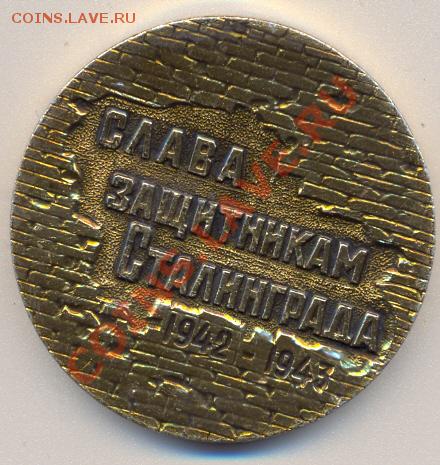 COINS.LAVE.RU
СЛАВА
ЗАЩИТНИКАМ
СТАЛИНГРАДА
1942-1943
COINS.LAVE.RU